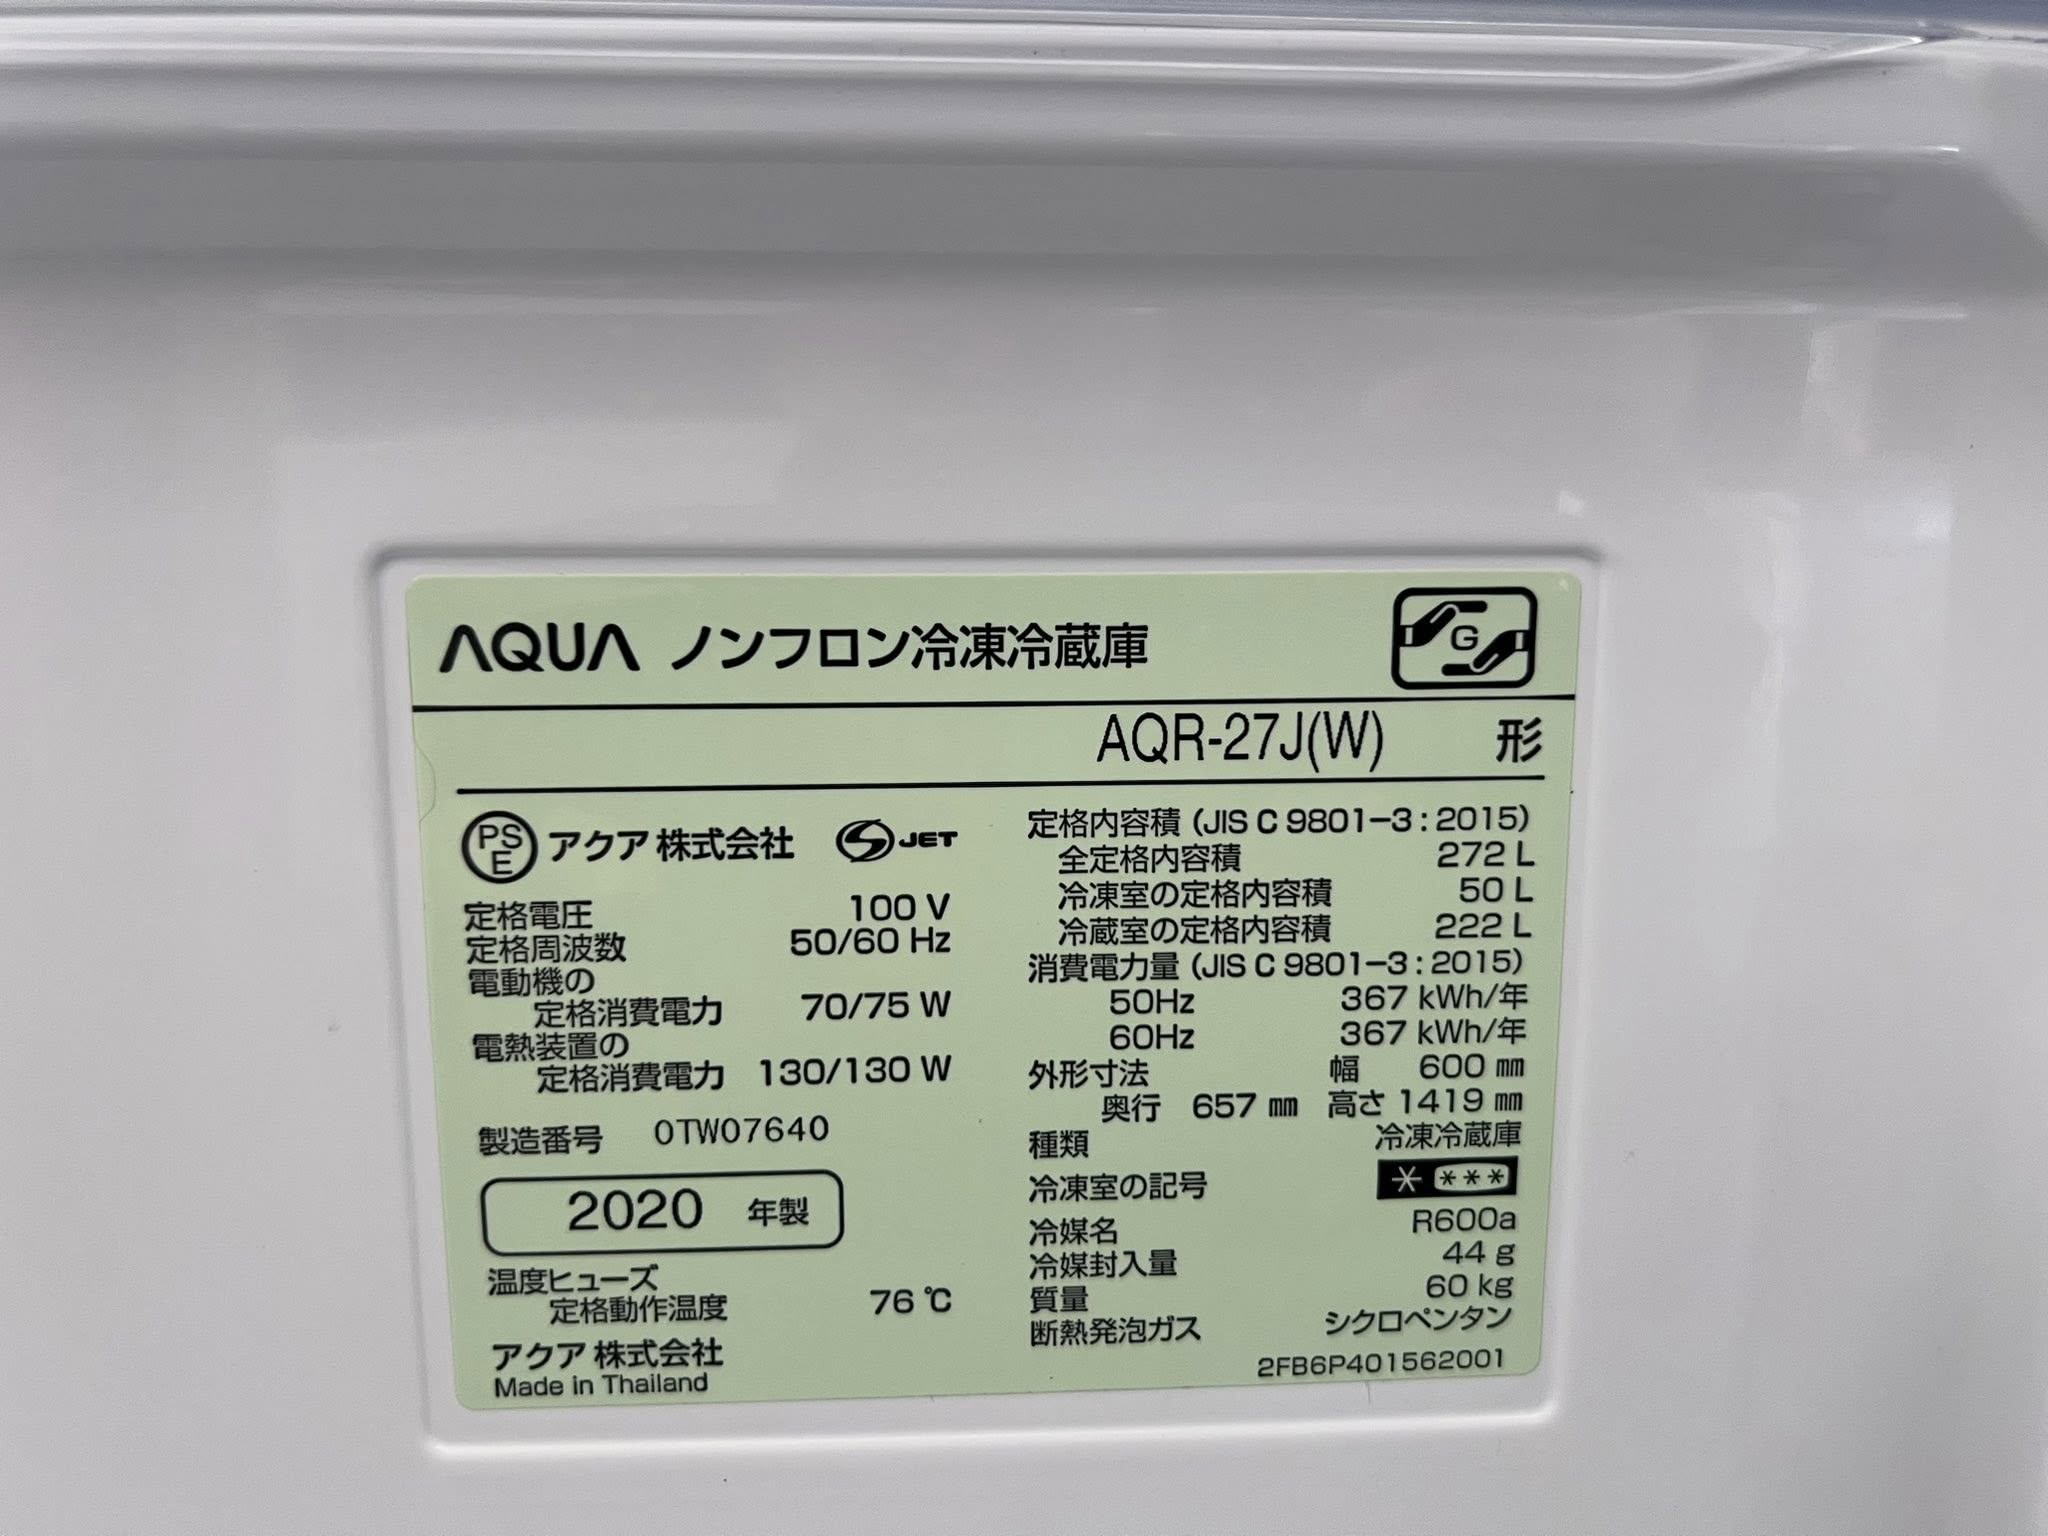 AQUA ノンフロン冷凍冷蔵庫
G
AQR-27J(W) 形
PSE アクア 株式会社 S JET
定格電圧 100 V
定格周波数 50/60 Hz
電動機の
定格消費電力 70/75 W
電熱装置の
定格消費電力 130/130 W
製造番号 0TW07640
2020 年製
温度ヒューズ
定格動作温度 76 ℃
アクア 株式会社
Made in Thailand
定格内容積 (JIS C 9801-3 : 2015)
全定格内容積 272 L
冷凍室の定格内容積 50 L
冷蔵室の定格内容積 222 L
消費電力量 (JIS C 9801-3 : 2015)
50Hz 367 kWh/年
60Hz 367 kWh/年
外形寸法 幅 600 ㎜
奥行 657 ㎜ 高さ 1419 ㎜
種類 冷凍冷蔵庫
冷凍室の記号 * ***
冷媒名 R600a
冷媒封入量 44 g
質量 60 kg
断熱発泡ガス シクロペンタン
2FB6P401562001